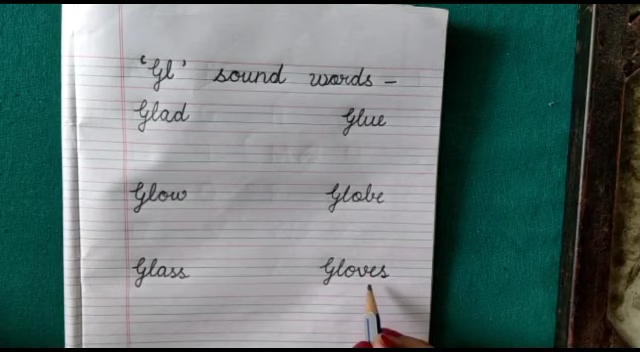 'Gl' sound words -
Glad Glue
Glow Globe
Glass Gloves